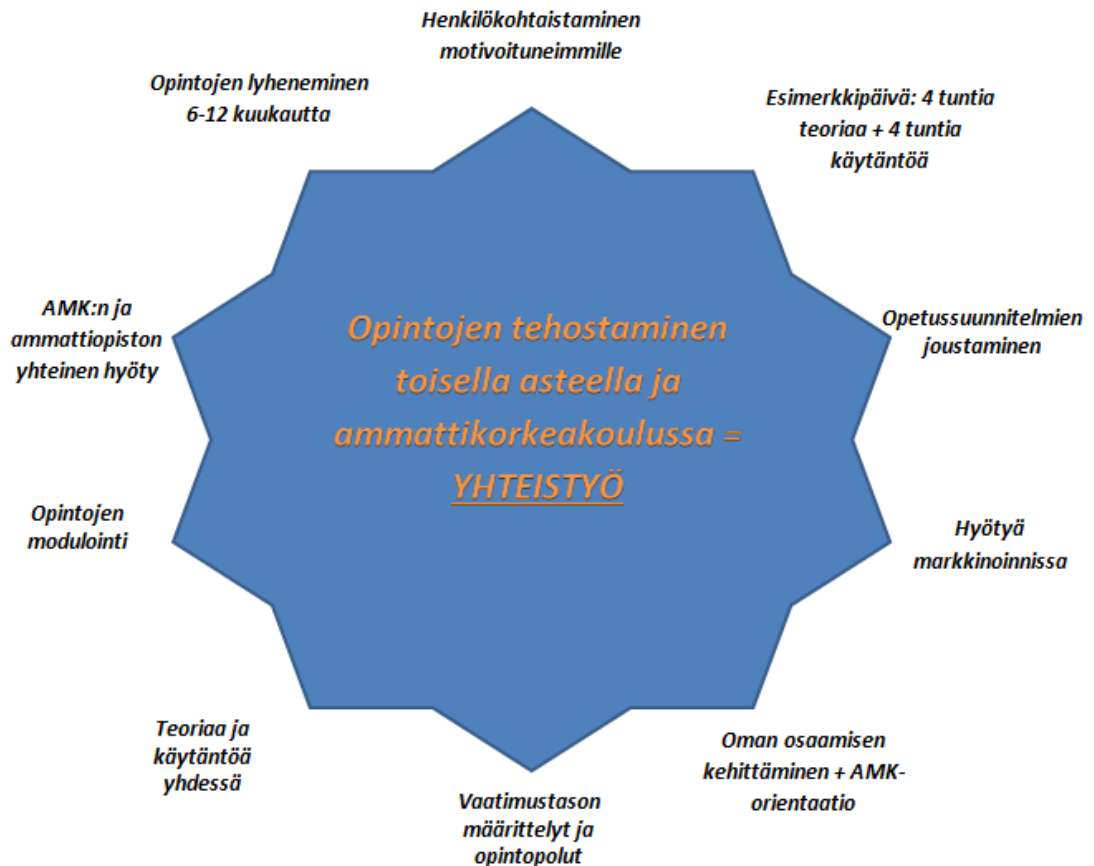 Henkilökohtaistaminen
motivoituneimmille
Opintojen lyheneminen
6-12 kuukautta
Esimerkkipäivä: 4 tuntia
teoriaa + 4 tuntia
käytäntöä
AMK:n ja
ammattiopiston
yhteinen hyöty
Opintojen tehostaminen
toisella asteella ja
ammattikorkeakoulussa =
YHTEISTYÖ
Opetussuunnitelmien
joustaminen
Opintojen
modulointi
Hyötyä
markkinoinnissa
Teoriaa ja
käytäntöä
yhdessä
Oman osaamisen
kehittäminen + AMK-
orientaatio
Vaatimustason
määrittelyt ja
opintopolut